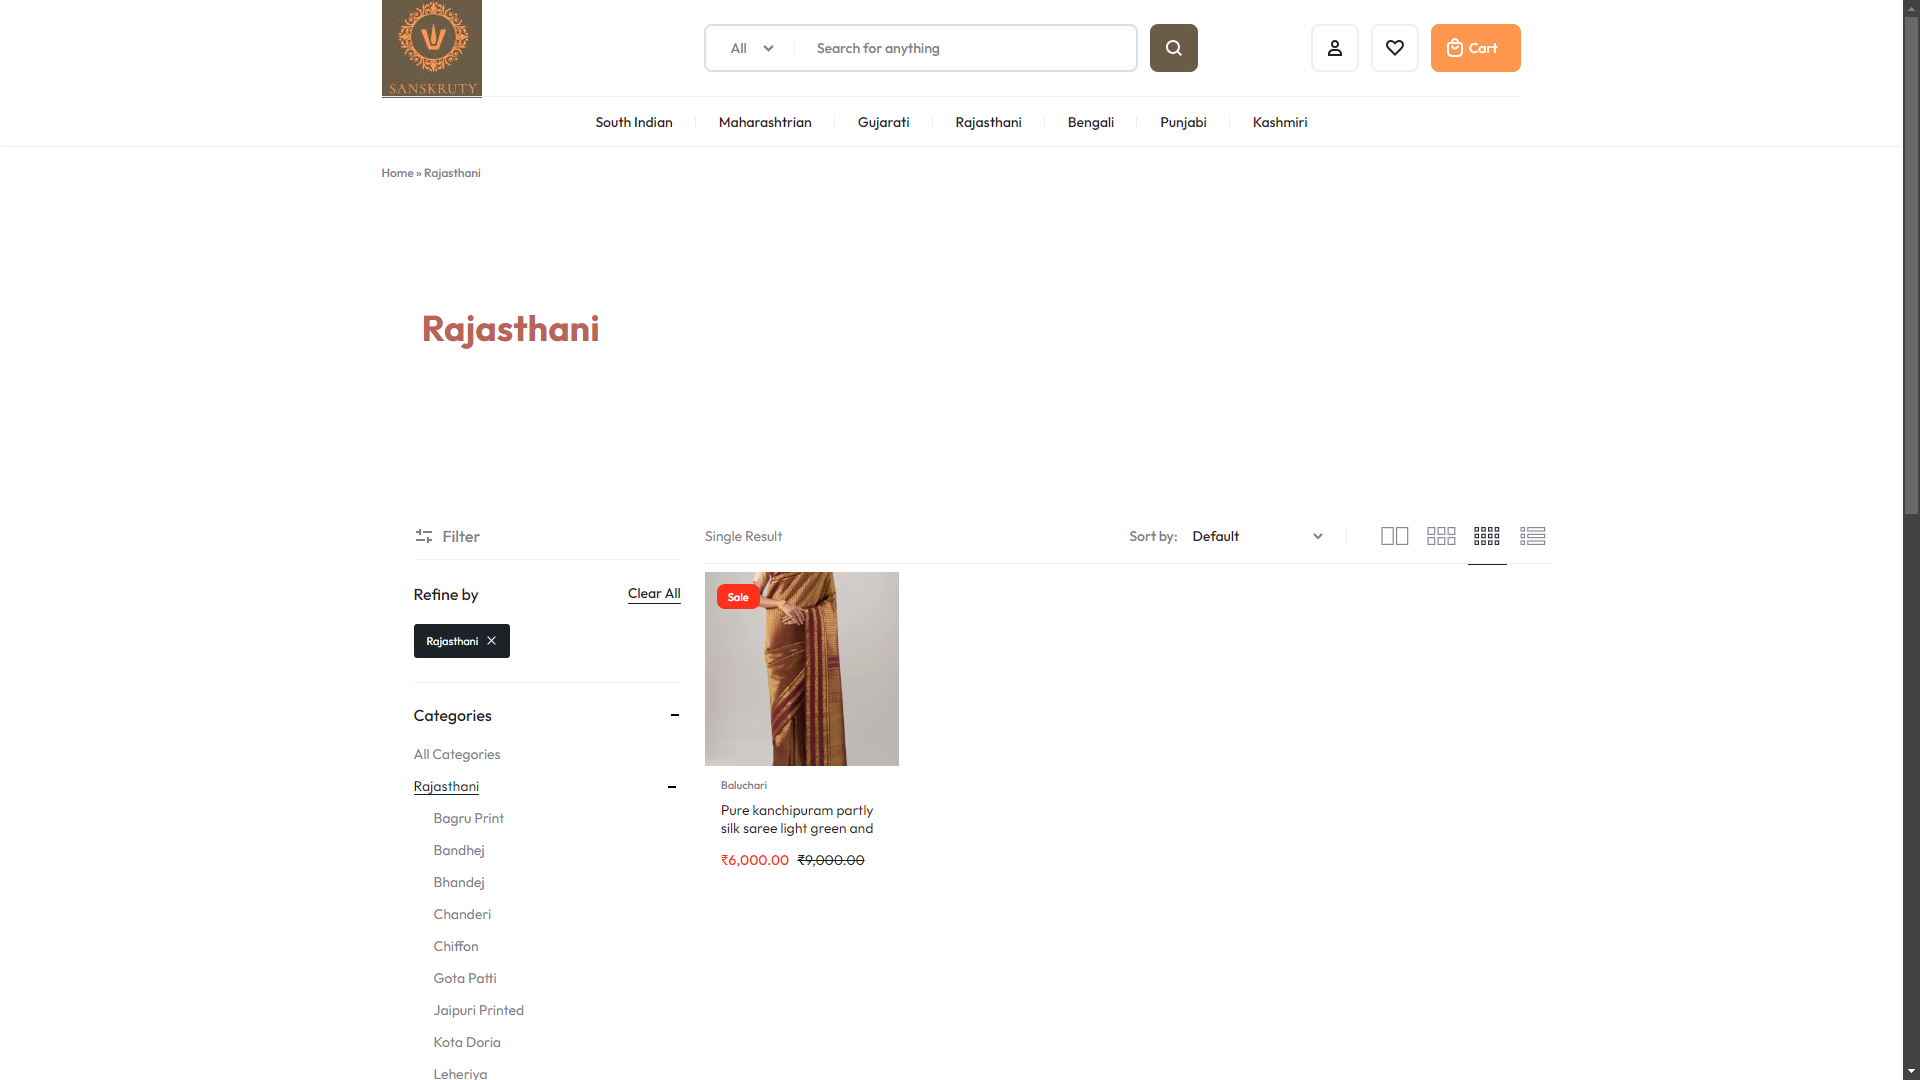 SANSKRUTY
All
Search for anything
Cart
South Indian
Maharashtrian
Gujarati
Rajasthani
Bengali
Punjabi
Kashmiri
Home » Rajasthani
Rajasthani
Filter
Single Result
Sort by: Default
Refine by
Clear All
Rajasthani
Categories
All Categories
Rajasthani
Bagru Print
Bandhej
Bhandej
Chanderi
Chiffon
Gota Patti
Jaipuri Printed
Kota Doria
Leheriya
Sale
Baluchari
Pure kanchipuram partly
silk saree light green and
₹6,000.00 ₹9,000.00